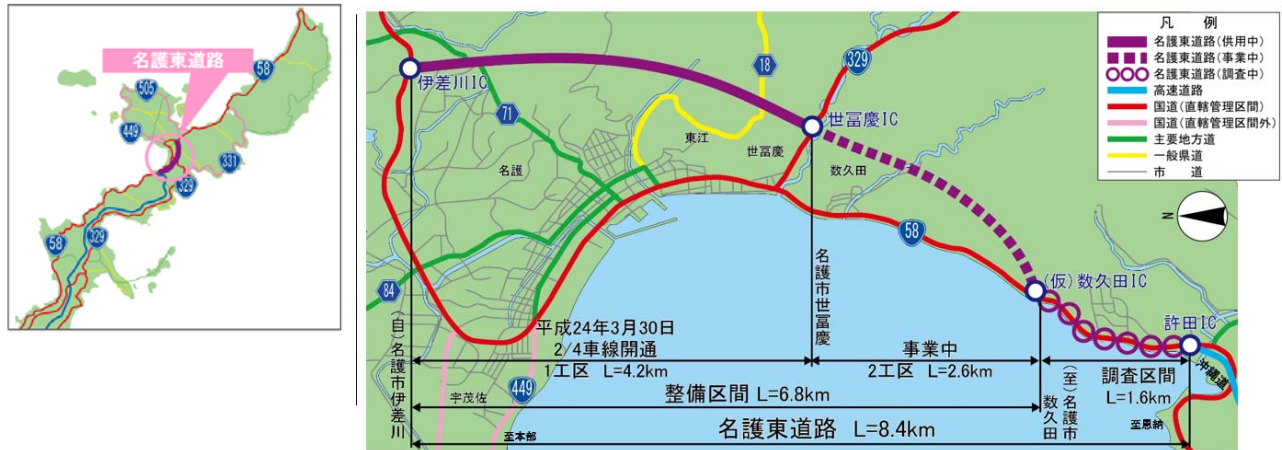 名護東道路
58
505
449
331
329
58
329
凡 例
名護東道路(供用中)
名護東道路(事業中)
名護東道路(調査中)
高速道路
国道(直轄管理区間)
国道(直轄管理区間外)
主要地方道
一般県道
市 道
N
伊差川IC
71
18
329
世冨慶IC
東江
世冨慶
数久田
名護
58
84
(仮)数久田IC
許田IC
沖縄道
449
宇茂佐
至本部
至恩納
(自)名護市伊差川
名護市世冨慶
(至)名護市
数久田
平成24年3月30日
2/4車線開通
1工区 L=4.2km
事業中
2工区 L=2.6km
調査区間
L=1.6km
整備区間 L=6.8km
名護東道路 L=8.4km